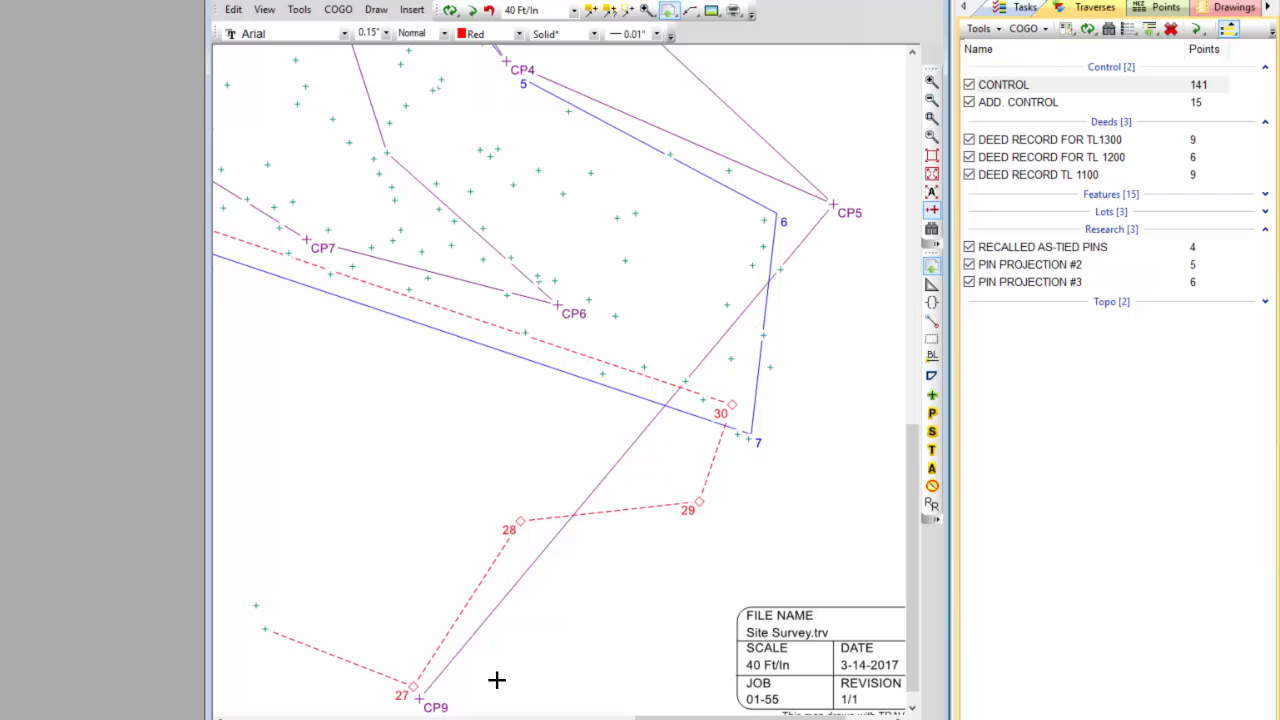 Edit View Tools COGO Draw Insert 40 Ft/In
Arial 0.15" Normal Red Solid* 0.01"
Tasks Traverses Points Drawings
Tools COGO
Name Points
Control [2]
CONTROL 141
ADD. CONTROL 15
Deeds [3]
DEED RECORD FOR TL1300 9
DEED RECORD FOR TL 1200 6
DEED RECORD TL 1100 9
Features [15]
Lots [3]
Research [3]
RECALLED AS-TIED PINS 4
PIN PROJECTION #2 5
PIN PROJECTION #3 6
Topo [2]
CP4
5
CP5
6
CP7
CP6
30
7
29
28
27
CP9
A
BL
P
S
T
A
RR
FILE NAME
Site Survey.trv
SCALE DATE
40 Ft/In 3-14-2017
JOB REVISION
01-55 1/1